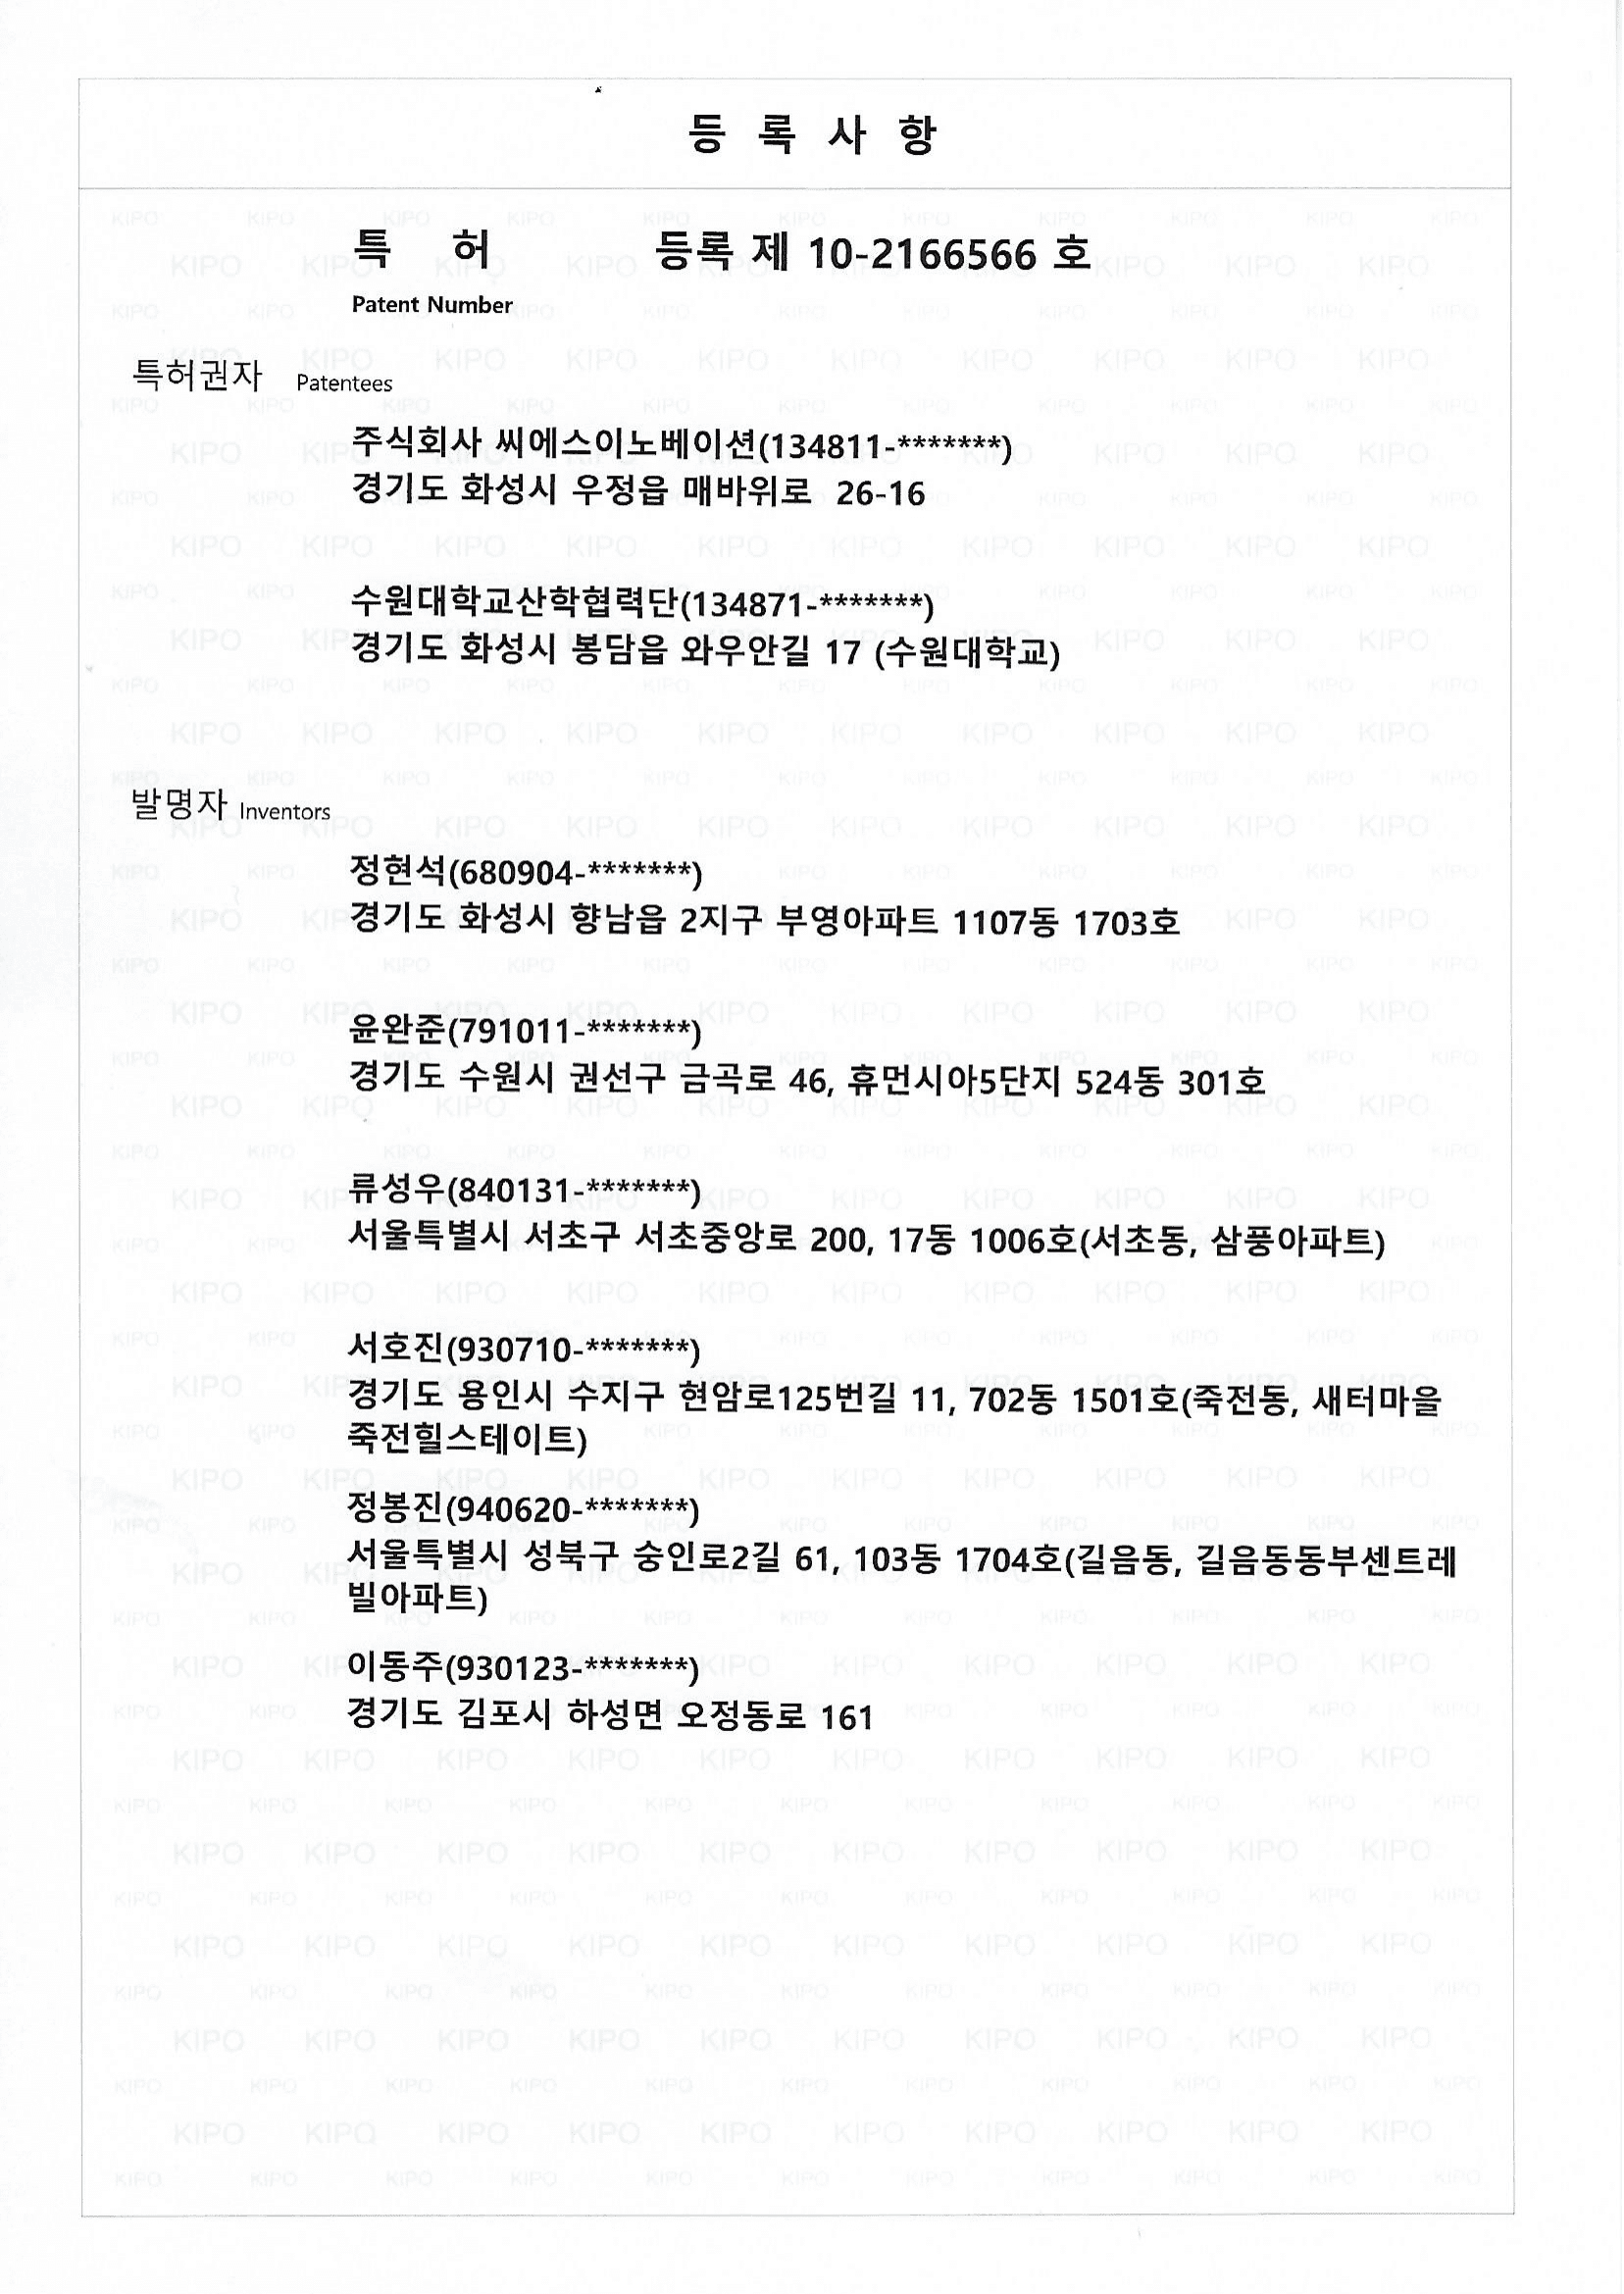 등 록 사 항
특 허 등록 제 10-2166566 호
Patent Number
특허권자 Patentees
주식회사 씨에스이노베이션(134811-*******)
경기도 화성시 우정읍 매바위로 26-16
수원대학교산학협력단(134871-*******)
경기도 화성시 봉담읍 와우안길 17 (수원대학교)
발명자 Inventors
정현석(680904-*******)
경기도 화성시 향남읍 2지구 부영아파트 1107동 1703호
윤완준(791011-*******)
경기도 수원시 권선구 금곡로 46, 휴먼시아5단지 524동 301호
류성우(840131-*******)
서울특별시 서초구 서초중앙로 200, 17동 1006호(서초동, 삼풍아파트)
서호진(930710-*******)
경기도 용인시 수지구 현암로125번길 11, 702동 1501호(죽전동, 새터마을
죽전힐스테이트)
정봉진(940620-*******)
서울특별시 성북구 숭인로2길 61, 103동 1704호(길음동, 길음동동부센트레
빌아파트)
이동주(930123-*******)
경기도 김포시 하성면 오정동로 161